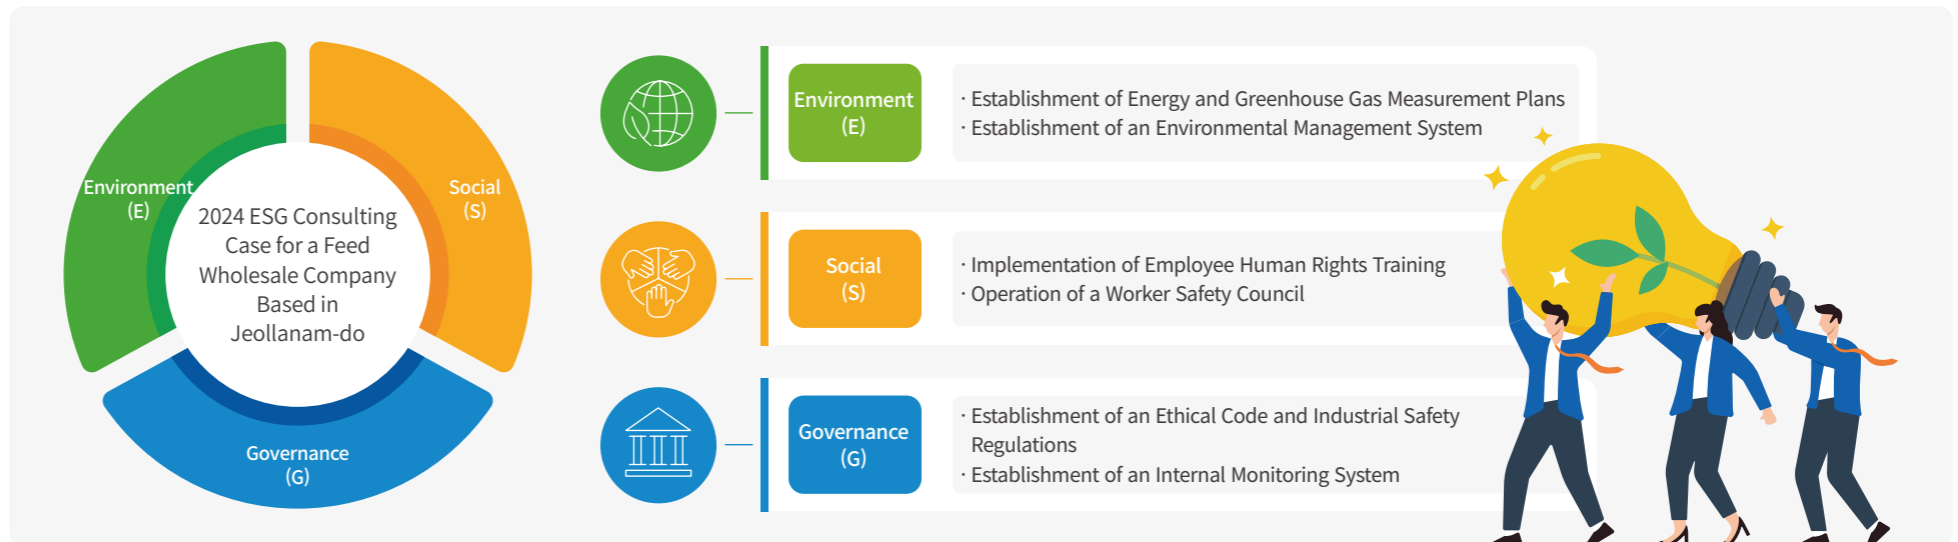 Environment
(E)
Social
(S)
2024 ESG Consulting
Case for a Feed
Wholesale Company
Based in
Jeollanam-do
Governance
(G)
Environment
(E)
· Establishment of Energy and Greenhouse Gas Measurement Plans
· Establishment of an Environmental Management System
Social
(S)
· Implementation of Employee Human Rights Training
· Operation of a Worker Safety Council
Governance
(G)
· Establishment of an Ethical Code and Industrial Safety
Regulations
· Establishment of an Internal Monitoring System